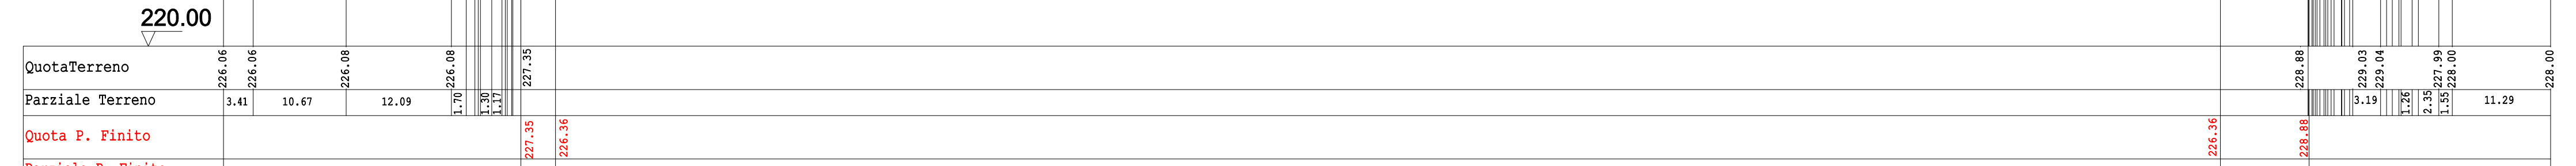 220.00
QuotaTerreno 226.06 226.06 226.08 226.08 227.35 228.88 229.03 229.04 227.99 228.00 228.00
Parziale Terreno 3.41 10.67 12.09 1.70 1.30 1.17 3.19 1.26 2.35 1.55 11.29
Quota P. Finito 227.35 226.36 226.36 228.88